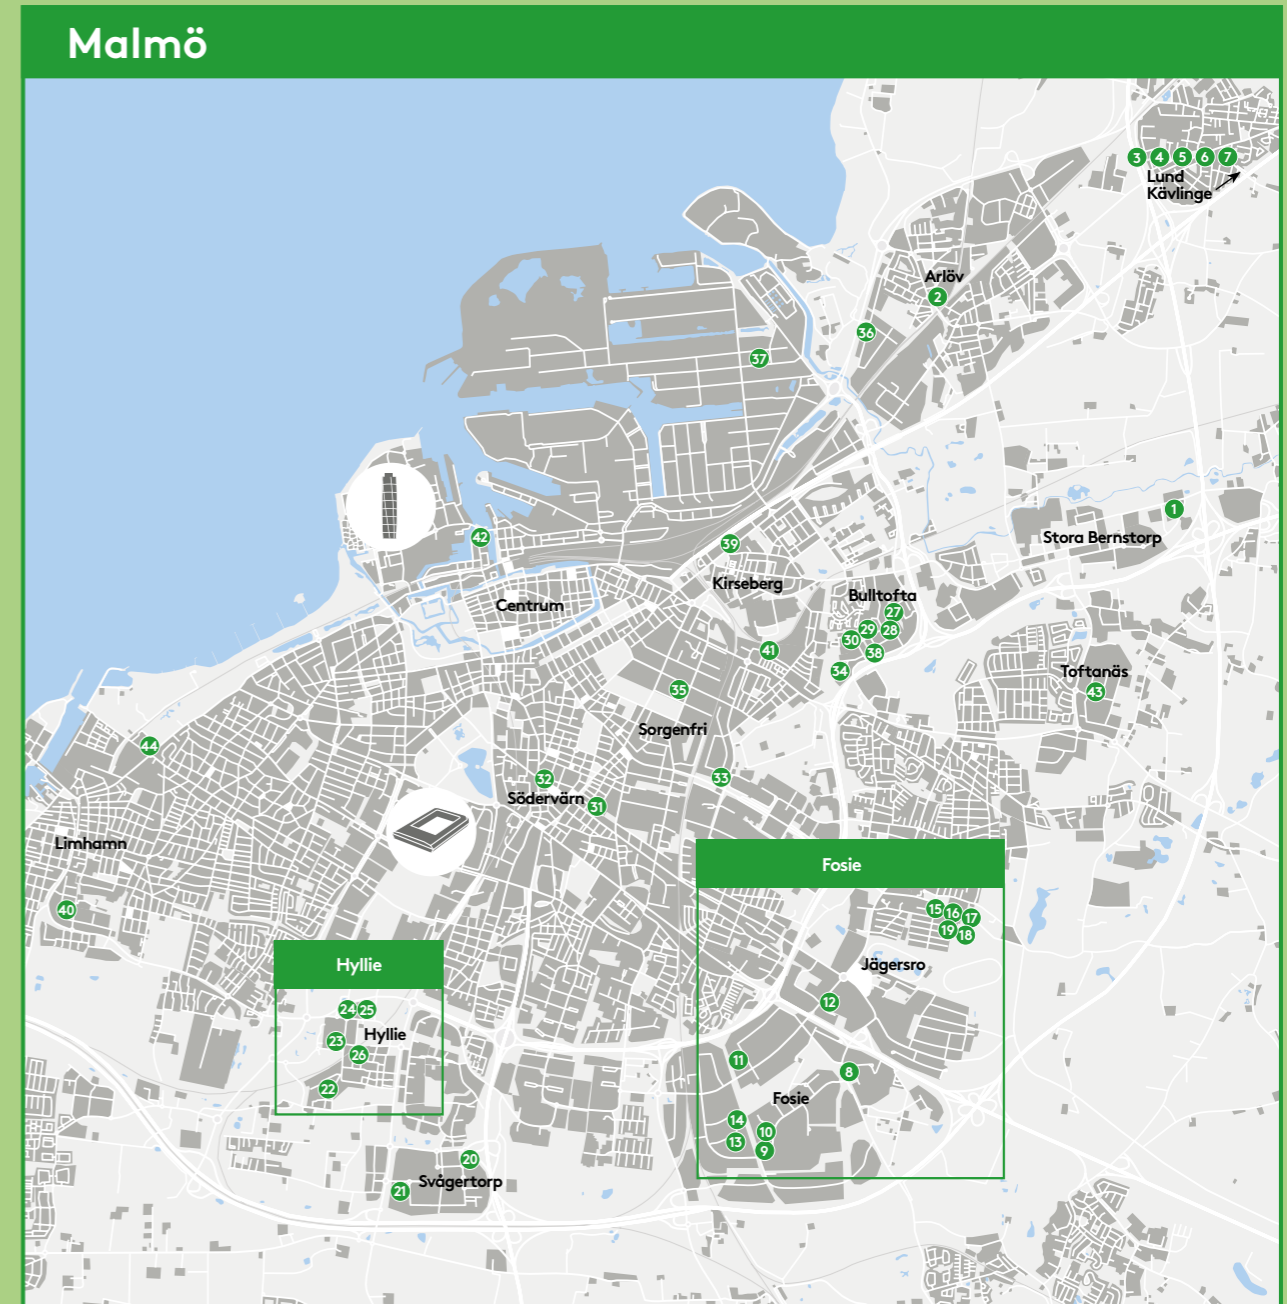 Malmö
3 4 5 6 7
Lund
Kävlinge
Arlöv
2
36
37
1
Stora Bernstorp
42
39
Kirseberg
Centrum
Bulltofta
27
29 28
30
38
41
34
Toftanäs
43
35
Sorgenfri
44
33
32
Södervärn
31
Limhamn
40
Fosie
15 16 17
19 18
Jägersro
12
11
8
Fosie
14
10
13
9
Hyllie
24 25
Hyllie
23
26
22
20
Svågertorp
21